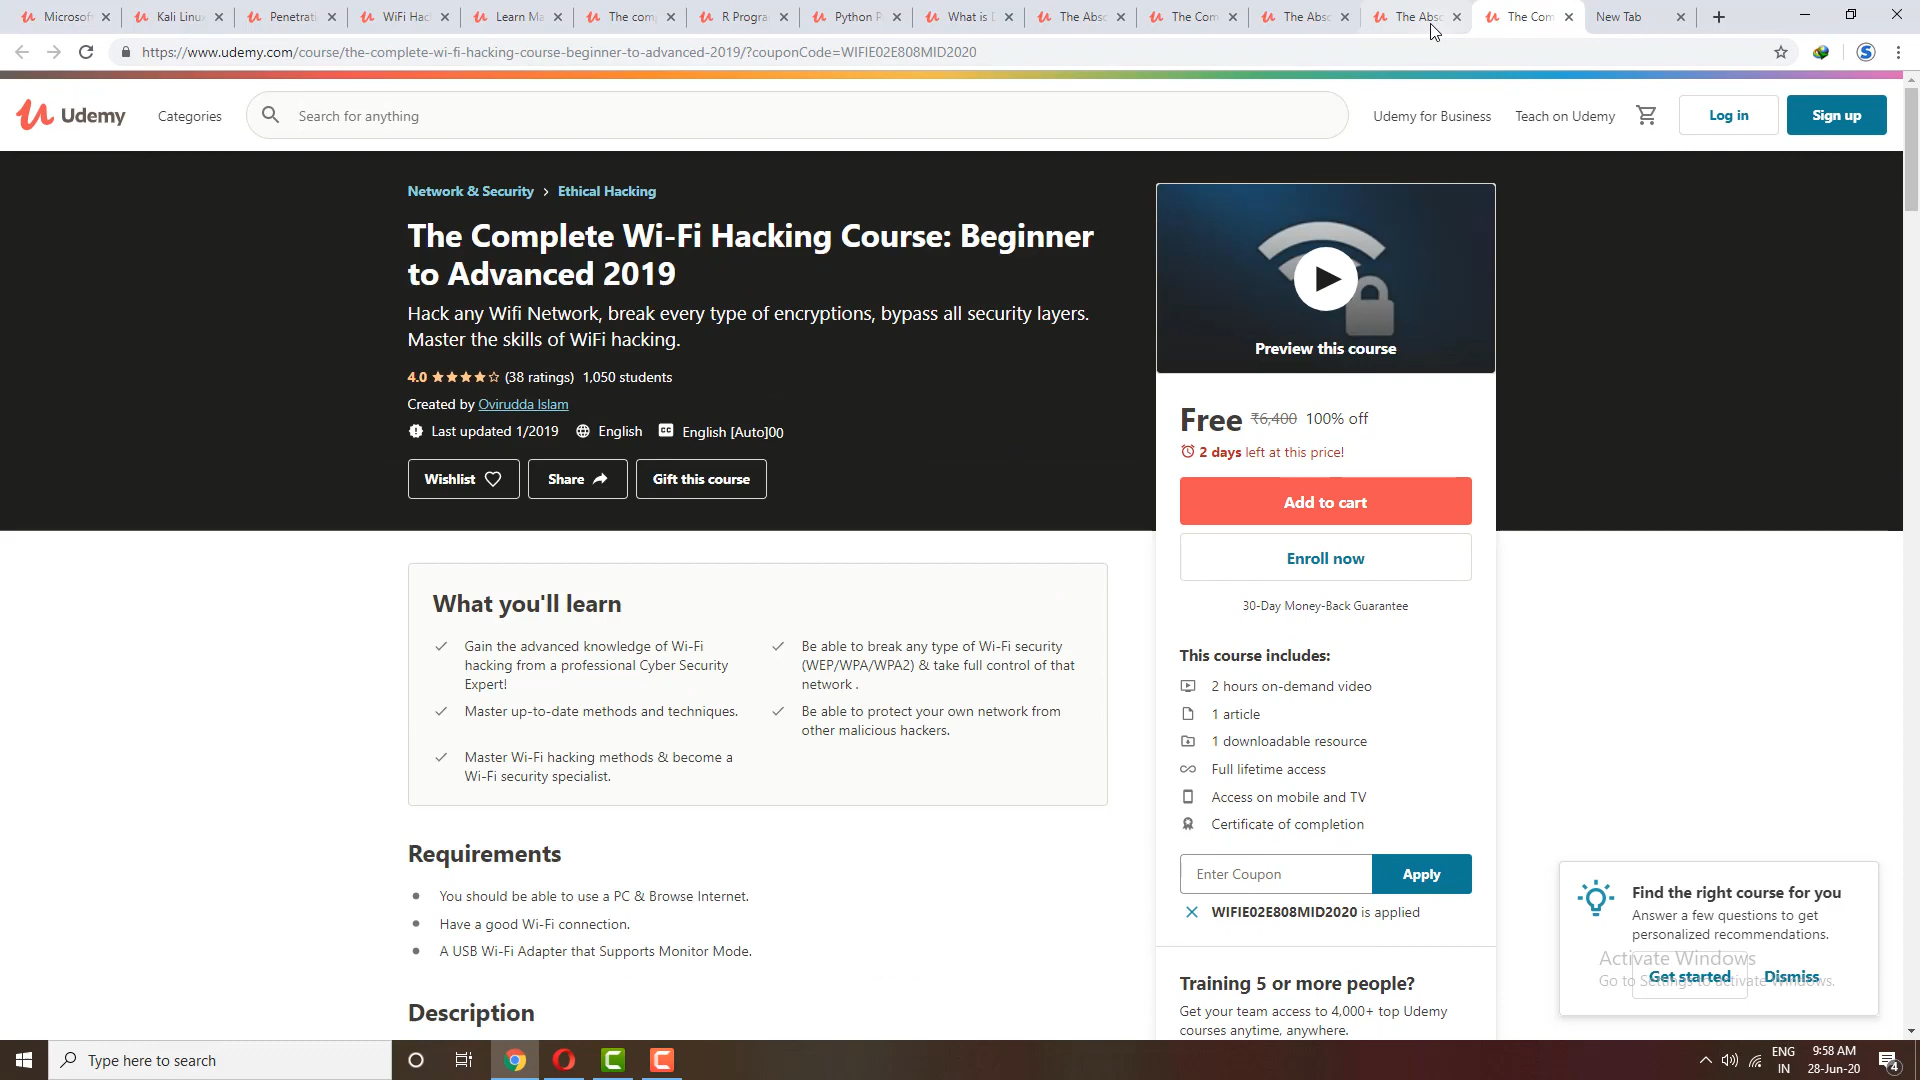 Microsof
Kali Linu
Penetrati
WiFi Hac
Learn Ma
The com
R Progra
Python P
What is
The Abso
The Com
The Abso
The Abso
The Com
New Tab
https://www.udemy.com/course/the-complete-wi-fi-hacking-course-beginner-to-advanced-2019/?couponCode=WIFIE02E808MID2020
Udemy
Categories
Search for anything
Udemy for Business
Teach on Udemy
Log in
Sign up
Network & Security > Ethical Hacking
The Complete Wi-Fi Hacking Course: Beginner
to Advanced 2019
Hack any Wifi Network, break every type of encryptions, bypass all security layers.
Master the skills of WiFi hacking.
4.0 (38 ratings) 1,050 students
Created by Ovirudda Islam
Last updated 1/2019 English CC English [Auto]00
Wishlist
Share
Gift this course
Preview this course
Free ₹6,400 100% off
2 days left at this price!
Add to cart
Enroll now
30-Day Money-Back Guarantee
This course includes:
2 hours on-demand video
1 article
1 downloadable resource
Full lifetime access
Access on mobile and TV
Certificate of completion
Enter Coupon
Apply
WIFIE02E808MID2020 is applied
Training 5 or more people?
Get your team access to 4,000+ top Udemy
courses anytime, anywhere.
What you'll learn
Gain the advanced knowledge of Wi-Fi
hacking from a professional Cyber Security
Expert!
Be able to break any type of Wi-Fi security
(WEP/WPA/WPA2) & take full control of that
network .
Master up-to-date methods and techniques.
Be able to protect your own network from
other malicious hackers.
Master Wi-Fi hacking methods & become a
Wi-Fi security specialist.
Requirements
You should be able to use a PC & Browse Internet.
Have a good Wi-Fi connection.
A USB Wi-Fi Adapter that Supports Monitor Mode.
Description
Find the right course for you
Answer a few questions to get
personalized recommendations.
Get started
Dismiss
Activate Windows
Go to Settings to activate Windows.
Type here to search
ENG
IN
9:58 AM
28-Jun-20
4